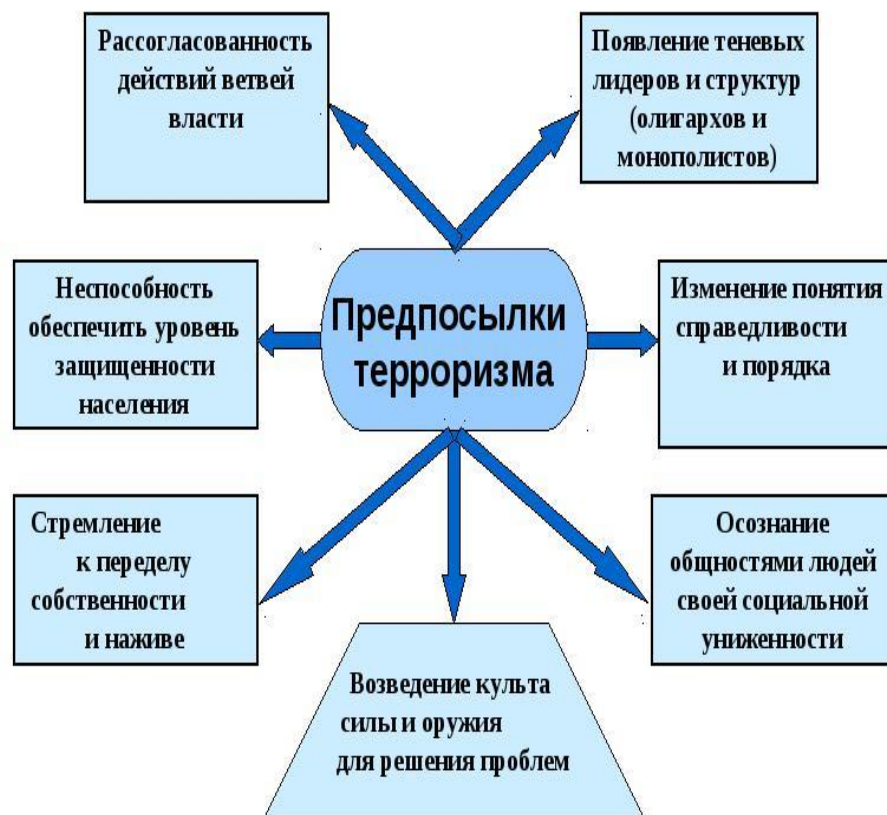 Рассогласованность
действий ветвей
власти
Появление теневых
лидеров и структур
(олигархов и
монополистов)
Неспособность
обеспечить уровень
защищенности
населения
Предпосылки
терроризма
Изменение понятия
справедливости
и порядка
Стремление
к переделу
собственности
и наживе
Возведение культа
силы и оружия
для решения проблем
Осознание
общностями людей
своей социальной
униженности